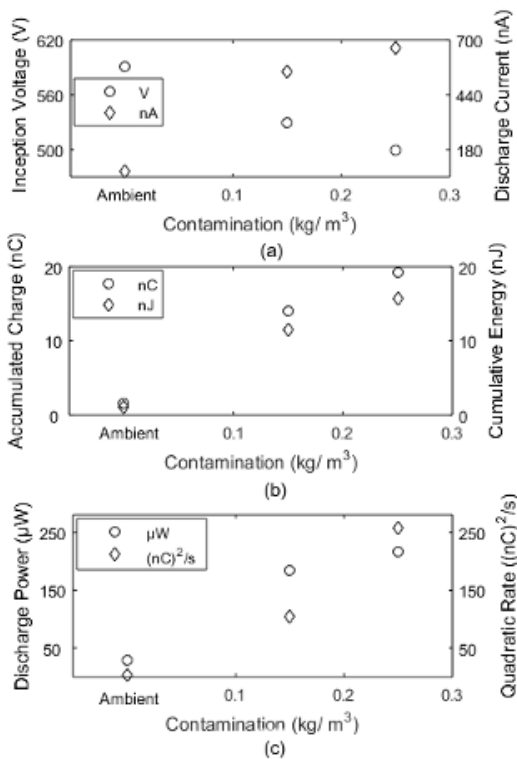 Inception Voltage (V)
620
560
500
V
nA
700
440
180
Discharge Current (nA)
Ambient
0.1
0.2
0.3
Contamination (kg/ m³)
(a)
Accumulated Charge (nC)
20
10
0
nC
nJ
20
10
0
Cumulative Energy (nJ)
Ambient
0.1
0.2
0.3
Contamination (kg/ m³)
(b)
Discharge Power (µW)
250
150
50
µW
(nC)²/s
250
150
50
Quadratic Rate ((nC)²/s)
Ambient
0.1
0.2
0.3
Contamination (kg/ m³)
(c)